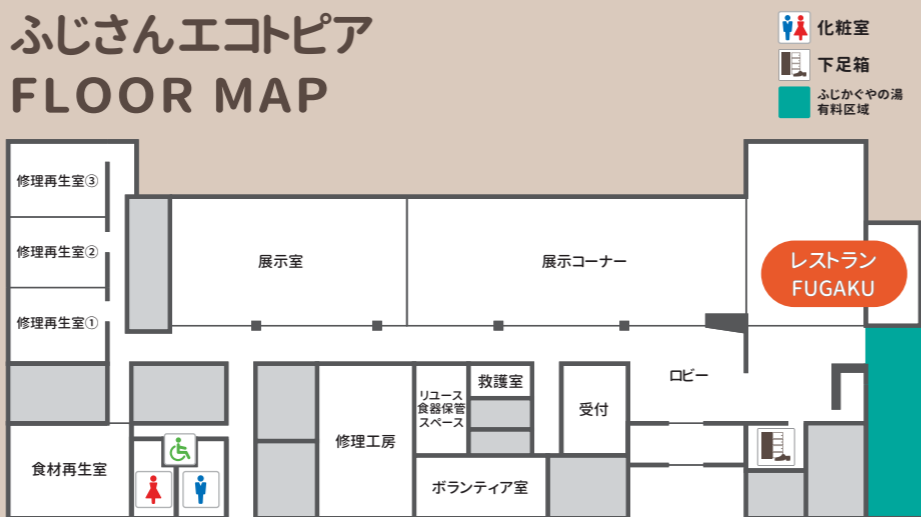 ふじさんエコトピア
FLOOR MAP
化粧室
下足箱
ふじかぐやの湯
有料区域
修理再生室③
修理再生室②
修理再生室①
展示室
展示コーナー
レストラン
FUGAKU
ロビー
リユース
食器保管
スペース
救護室
受付
修理工房
食材再生室
ボランティア室